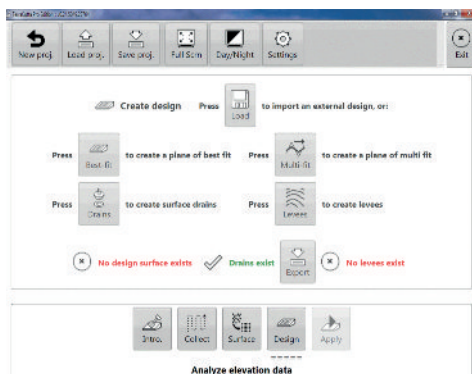 New proj. Load proj. Save proj. Full Scrn Day/Night Settings Exit
Create design Press Load to import an external design, or:
Press Best-fit to create a plane of best fit Press Multi-fit to create a plane of multi fit
Press Drains to create surface drains Press Levees to create levees
No design surface exists Drains exist Export No levees exist
Intro. Collect Surface Design Apply
Analyze elevation data